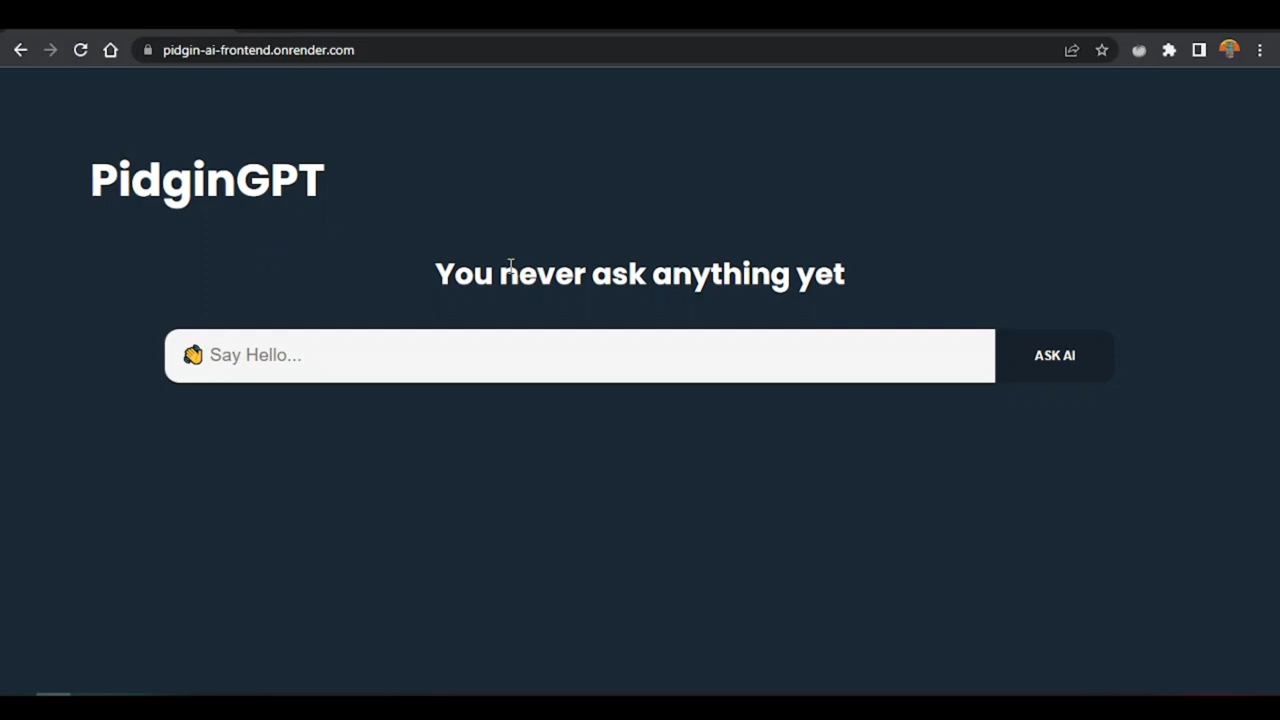 pidgin-ai-frontend.onrender.com
PidginGPT
You never ask anything yet
👋 Say Hello...
ASK AI